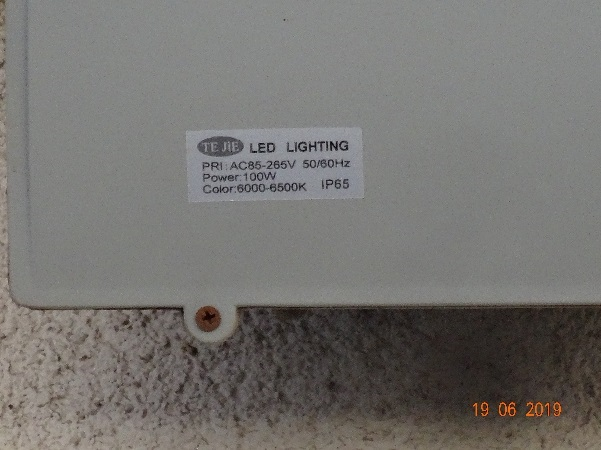 TE JIE LED LIGHTING
PRI:AC85-265V 50/60Hz
Power:100W
Color:6000-6500K IP65
19 06 2019